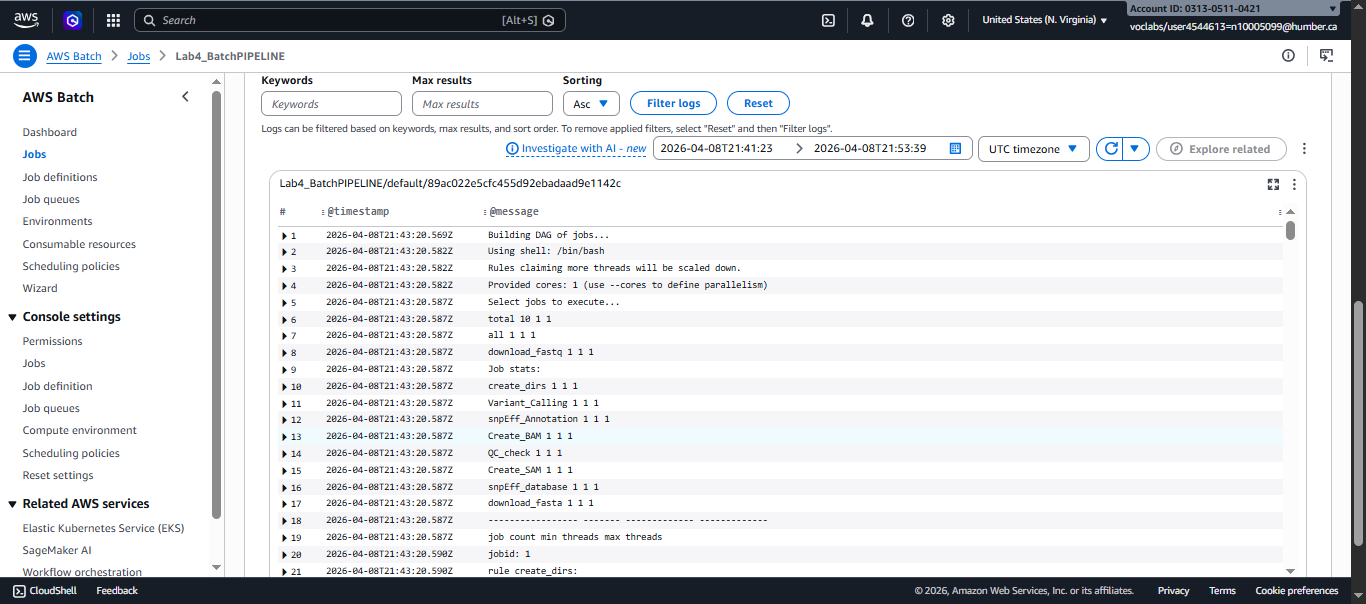 aws
Search
[Alt+S]
United States (N. Virginia)
Account ID: 0313-0511-0421
voclabs/user4544613=n10005099@humber.ca
AWS Batch
Jobs
Lab4_BatchPIPELINE
AWS Batch
Dashboard
Jobs
Job definitions
Job queues
Environments
Consumable resources
Scheduling policies
Wizard
Console settings
Permissions
Jobs
Job definition
Job queues
Compute environment
Scheduling policies
Reset settings
Related AWS services
Elastic Kubernetes Service (EKS)
SageMaker AI
Workflow orchestration
Keywords Max results Sorting
Keywords Max results Asc Filter logs Reset
Logs can be filtered based on keywords, max results, and sort order. To remove applied filters, select "Reset" and then "Filter logs".
Investigate with AI - new 2026-04-08T21:41:23 2026-04-08T21:53:39 UTC timezone Explore related
Lab4_BatchPIPELINE/default/89ac022e5cfc455d92ebadaad9e1142c
# @timestamp @message
1 2026-04-08T21:43:20.569Z Building DAG of jobs...
2 2026-04-08T21:43:20.582Z Using shell: /bin/bash
3 2026-04-08T21:43:20.582Z Rules claiming more threads will be scaled down.
4 2026-04-08T21:43:20.582Z Provided cores: 1 (use --cores to define parallelism)
5 2026-04-08T21:43:20.587Z Select jobs to execute...
6 2026-04-08T21:43:20.587Z total 10 1 1
7 2026-04-08T21:43:20.587Z all 1 1 1
8 2026-04-08T21:43:20.587Z download_fastq 1 1 1
9 2026-04-08T21:43:20.587Z Job stats:
10 2026-04-08T21:43:20.587Z create_dirs 1 1 1
11 2026-04-08T21:43:20.587Z Variant_Calling 1 1 1
12 2026-04-08T21:43:20.587Z snpEff_Annotation 1 1 1
13 2026-04-08T21:43:20.587Z Create_BAM 1 1 1
14 2026-04-08T21:43:20.587Z QC_check 1 1 1
15 2026-04-08T21:43:20.587Z Create_SAM 1 1 1
16 2026-04-08T21:43:20.587Z snpEff_database 1 1 1
17 2026-04-08T21:43:20.587Z download_fasta 1 1 1
18 2026-04-08T21:43:20.587Z ----------------- ------- ------------- -------------
19 2026-04-08T21:43:20.587Z job count min threads max threads
20 2026-04-08T21:43:20.590Z jobid: 1
21 2026-04-08T21:43:20.590Z rule create_dirs:
CloudShell Feedback © 2026, Amazon Web Services, Inc. or its affiliates. Privacy Terms Cookie preferences